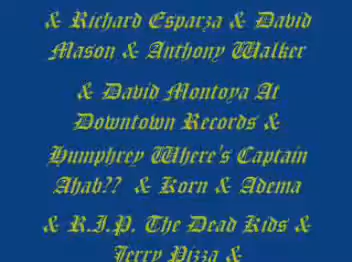 & Richard Esparza & David
Mason & Anthony Walker
& David Montoya At
Downtown Records &
Humphrey Where's Captain
Ahab?? & Korn & Adema
& R.I.P. The Dead Kids &
Jerry Pizza &